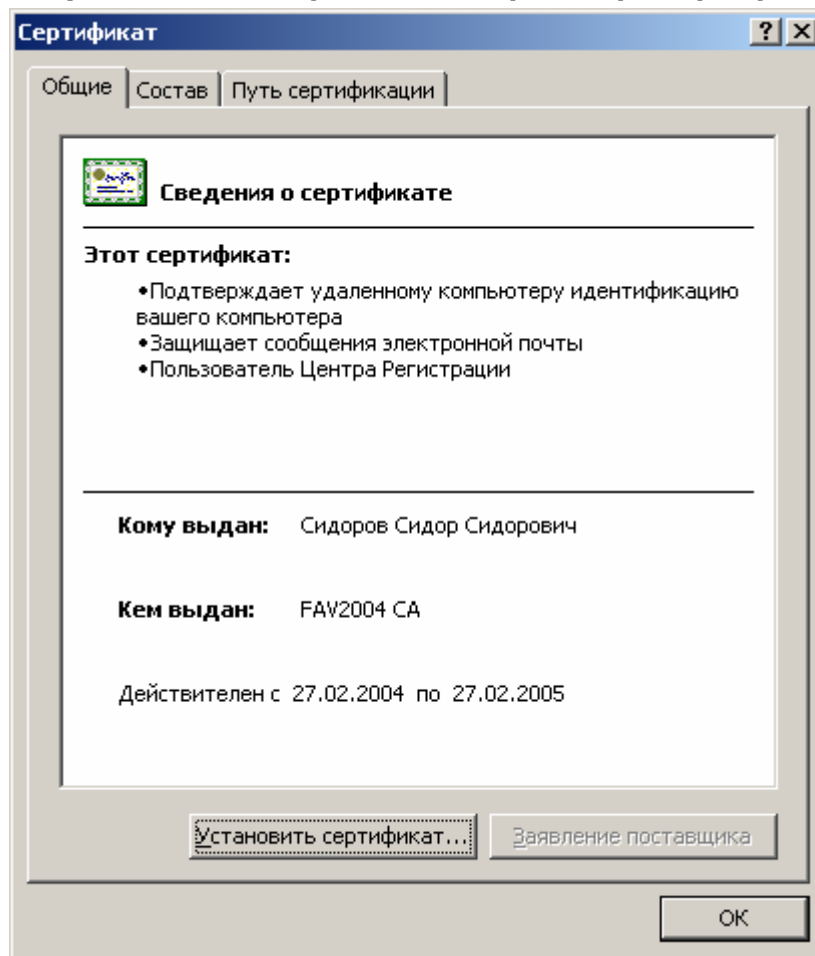 Сертификат
Общие Состав Путь сертификации
Сведения о сертификате
Этот сертификат:
•Подтверждает удаленному компьютеру идентификацию
вашего компьютера
•Защищает сообщения электронной почты
•Пользователь Центра Регистрации
Кому выдан: Сидоров Сидор Сидорович
Кем выдан: FAV2004 CA
Действителен с 27.02.2004 по 27.02.2005
Установить сертификат... Заявление поставщика
ОК